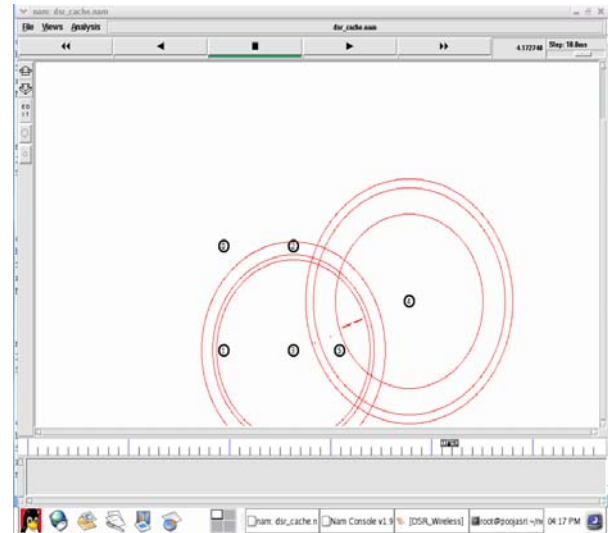 nam: dsr_cache.nam
File Views Analysis dsr_cache.nam
4.172748 Step: 10.0ms
nam: dsr_cache.n Nam Console v1.9 [DSR_Wireless] root@poojasri:~/n 04:17 PM